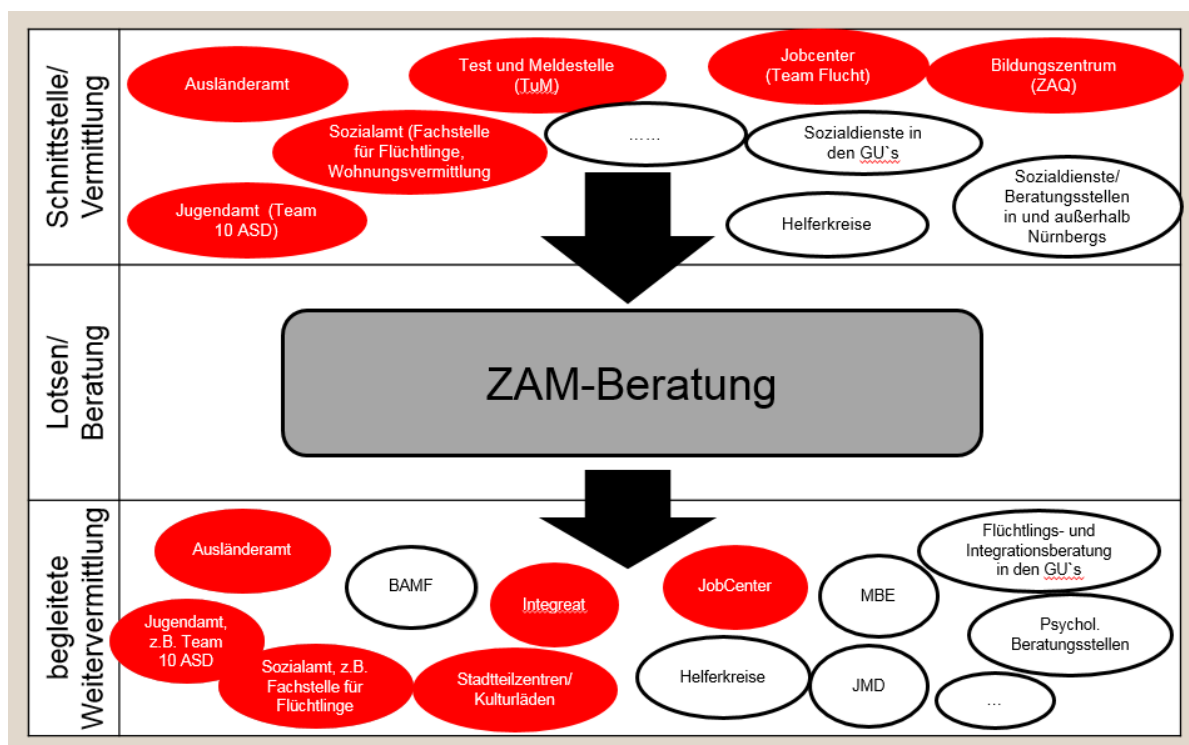 Schnittstelle/
Vermittlung
Ausländeramt
Test und Meldestelle
(TuM)
Jobcenter
(Team Flucht)
Bildungszentrum
(ZAQ)
Sozialamt (Fachstelle
für Flüchtlinge,
Wohnungsvermittlung
……
Sozialdienste in
den GU`s
Jugendamt (Team
10 ASD)
Helferkreise
Sozialdienste/
Beratungsstellen
in und außerhalb
Nürnbergs
Lotsen/
Beratung
ZAM-Beratung
begleitete
Weitervermittlung
Ausländeramt
BAMF
Integreat
JobCenter
MBE
Flüchtlings- und
Integrationsberatung
in den GU`s
Jugendamt,
z.B. Team
10 ASD
Sozialamt, z.B.
Fachstelle für
Flüchtlinge
Stadtteilzentren/
Kulturläden
Helferkreise
JMD
Psychol.
Beratungsstellen
…